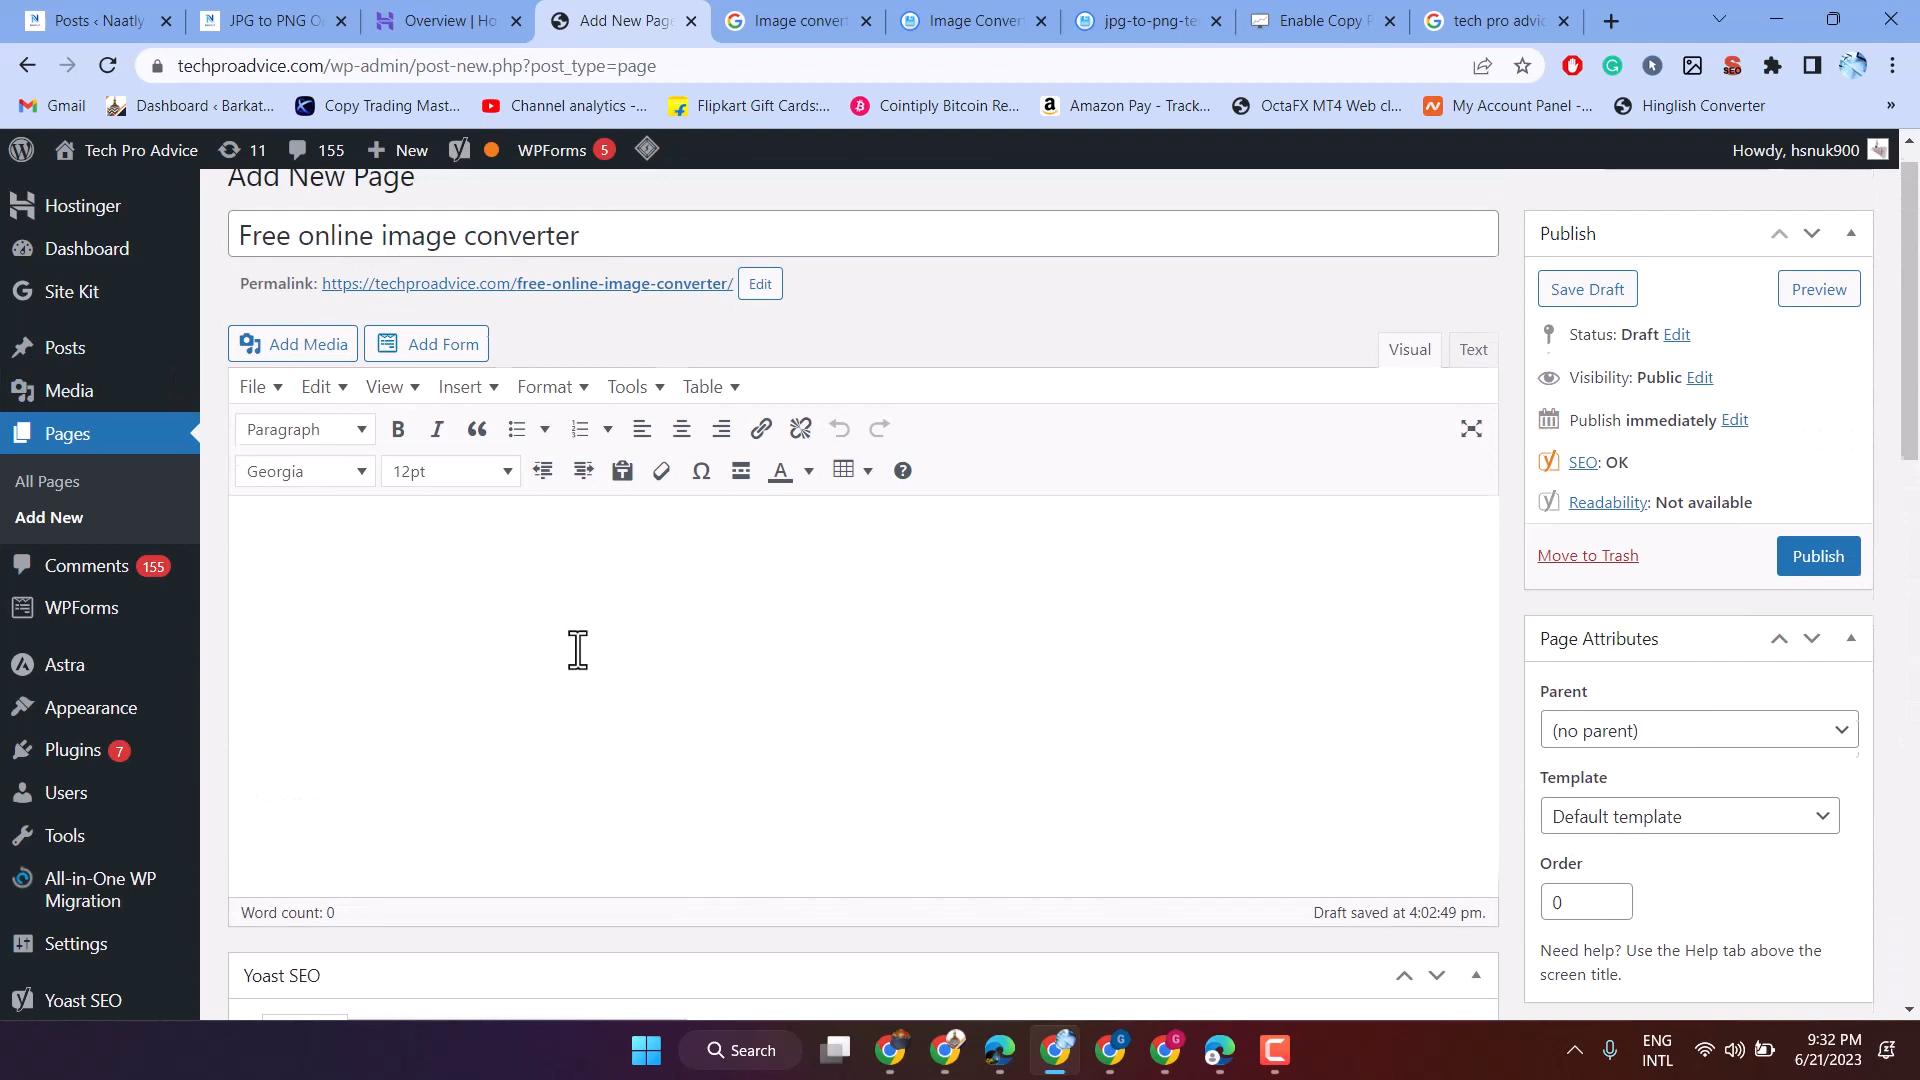 Posts ‹ Naatly
JPG to PNG O
Overview | Ho
Add New Page
Image convert
Image Convert
jpg-to-png-te
Enable Copy P
tech pro advic
techproadvice.com/wp-admin/post-new.php?post_type=page
Gmail
Dashboard ‹ Barkat...
Copy Trading Mast...
Channel analytics -...
Flipkart Gift Cards:...
Cointiply Bitcoin Re...
Amazon Pay - Track...
OctaFX MT4 Web cl...
My Account Panel -...
Hinglish Converter
»
Tech Pro Advice
11
155
New
WPForms 5
Howdy, hsnuk900
Hostinger
Dashboard
Site Kit
Posts
Media
Pages
All Pages
Add New
Comments 155
WPForms
Astra
Appearance
Plugins 7
Users
Tools
All-in-One WP
Migration
Settings
Yoast SEO
Add New Page
Free online image converter
Permalink: https://techproadvice.com/free-online-image-converter/ Edit
Add Media
Add Form
Visual
Text
File
Edit
View
Insert
Format
Tools
Table
Paragraph
Georgia
12pt
Word count: 0
Draft saved at 4:02:49 pm.
Yoast SEO
Publish
Save Draft
Preview
Status: Draft Edit
Visibility: Public Edit
Publish immediately Edit
SEO: OK
Readability: Not available
Move to Trash
Publish
Page Attributes
Parent
(no parent)
Template
Default template
Order
0
Need help? Use the Help tab above the
screen title.
Search
ENG
INTL
9:32 PM
6/21/2023